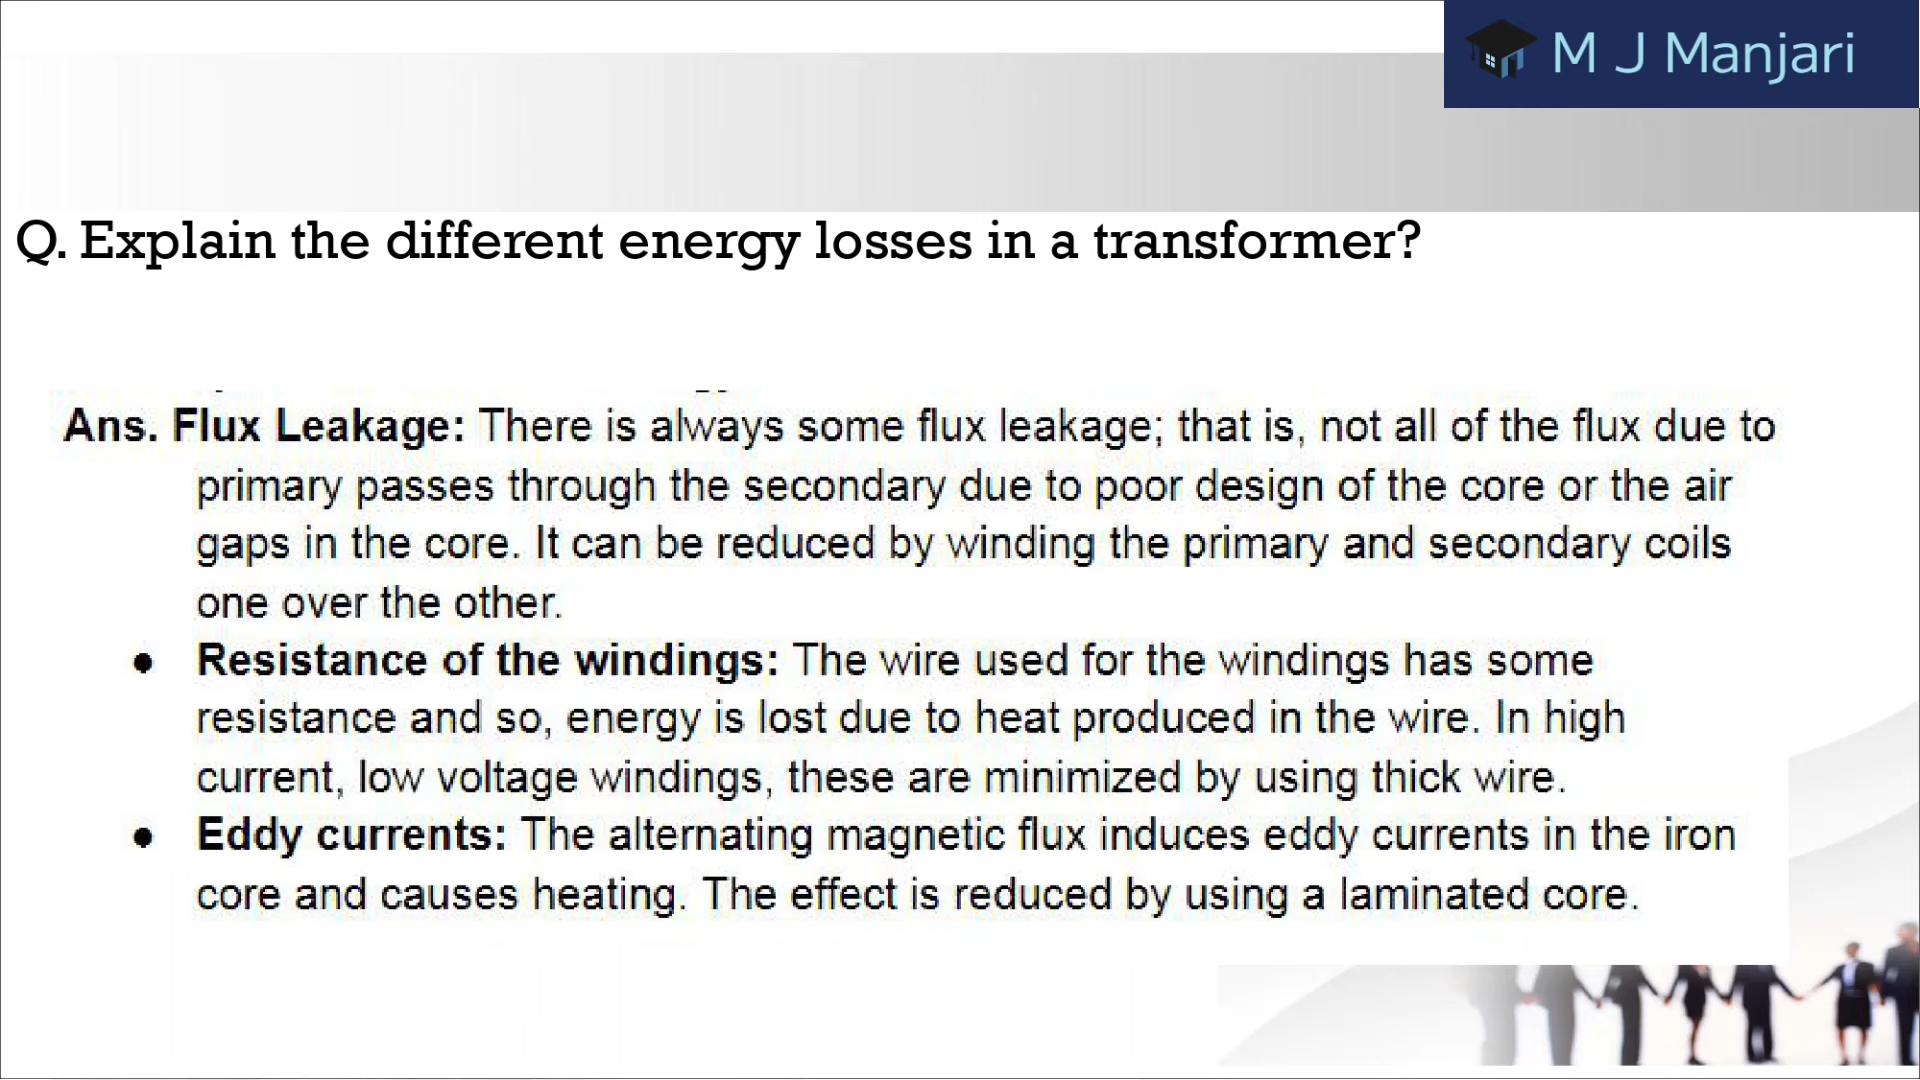 M J Manjari
Q. Explain the different energy losses in a transformer?
Ans. Flux Leakage: There is always some flux leakage; that is, not all of the flux due to
primary passes through the secondary due to poor design of the core or the air
gaps in the core. It can be reduced by winding the primary and secondary coils
one over the other.
● Resistance of the windings: The wire used for the windings has some
resistance and so, energy is lost due to heat produced in the wire. In high
current, low voltage windings, these are minimized by using thick wire.
● Eddy currents: The alternating magnetic flux induces eddy currents in the iron
core and causes heating. The effect is reduced by using a laminated core.